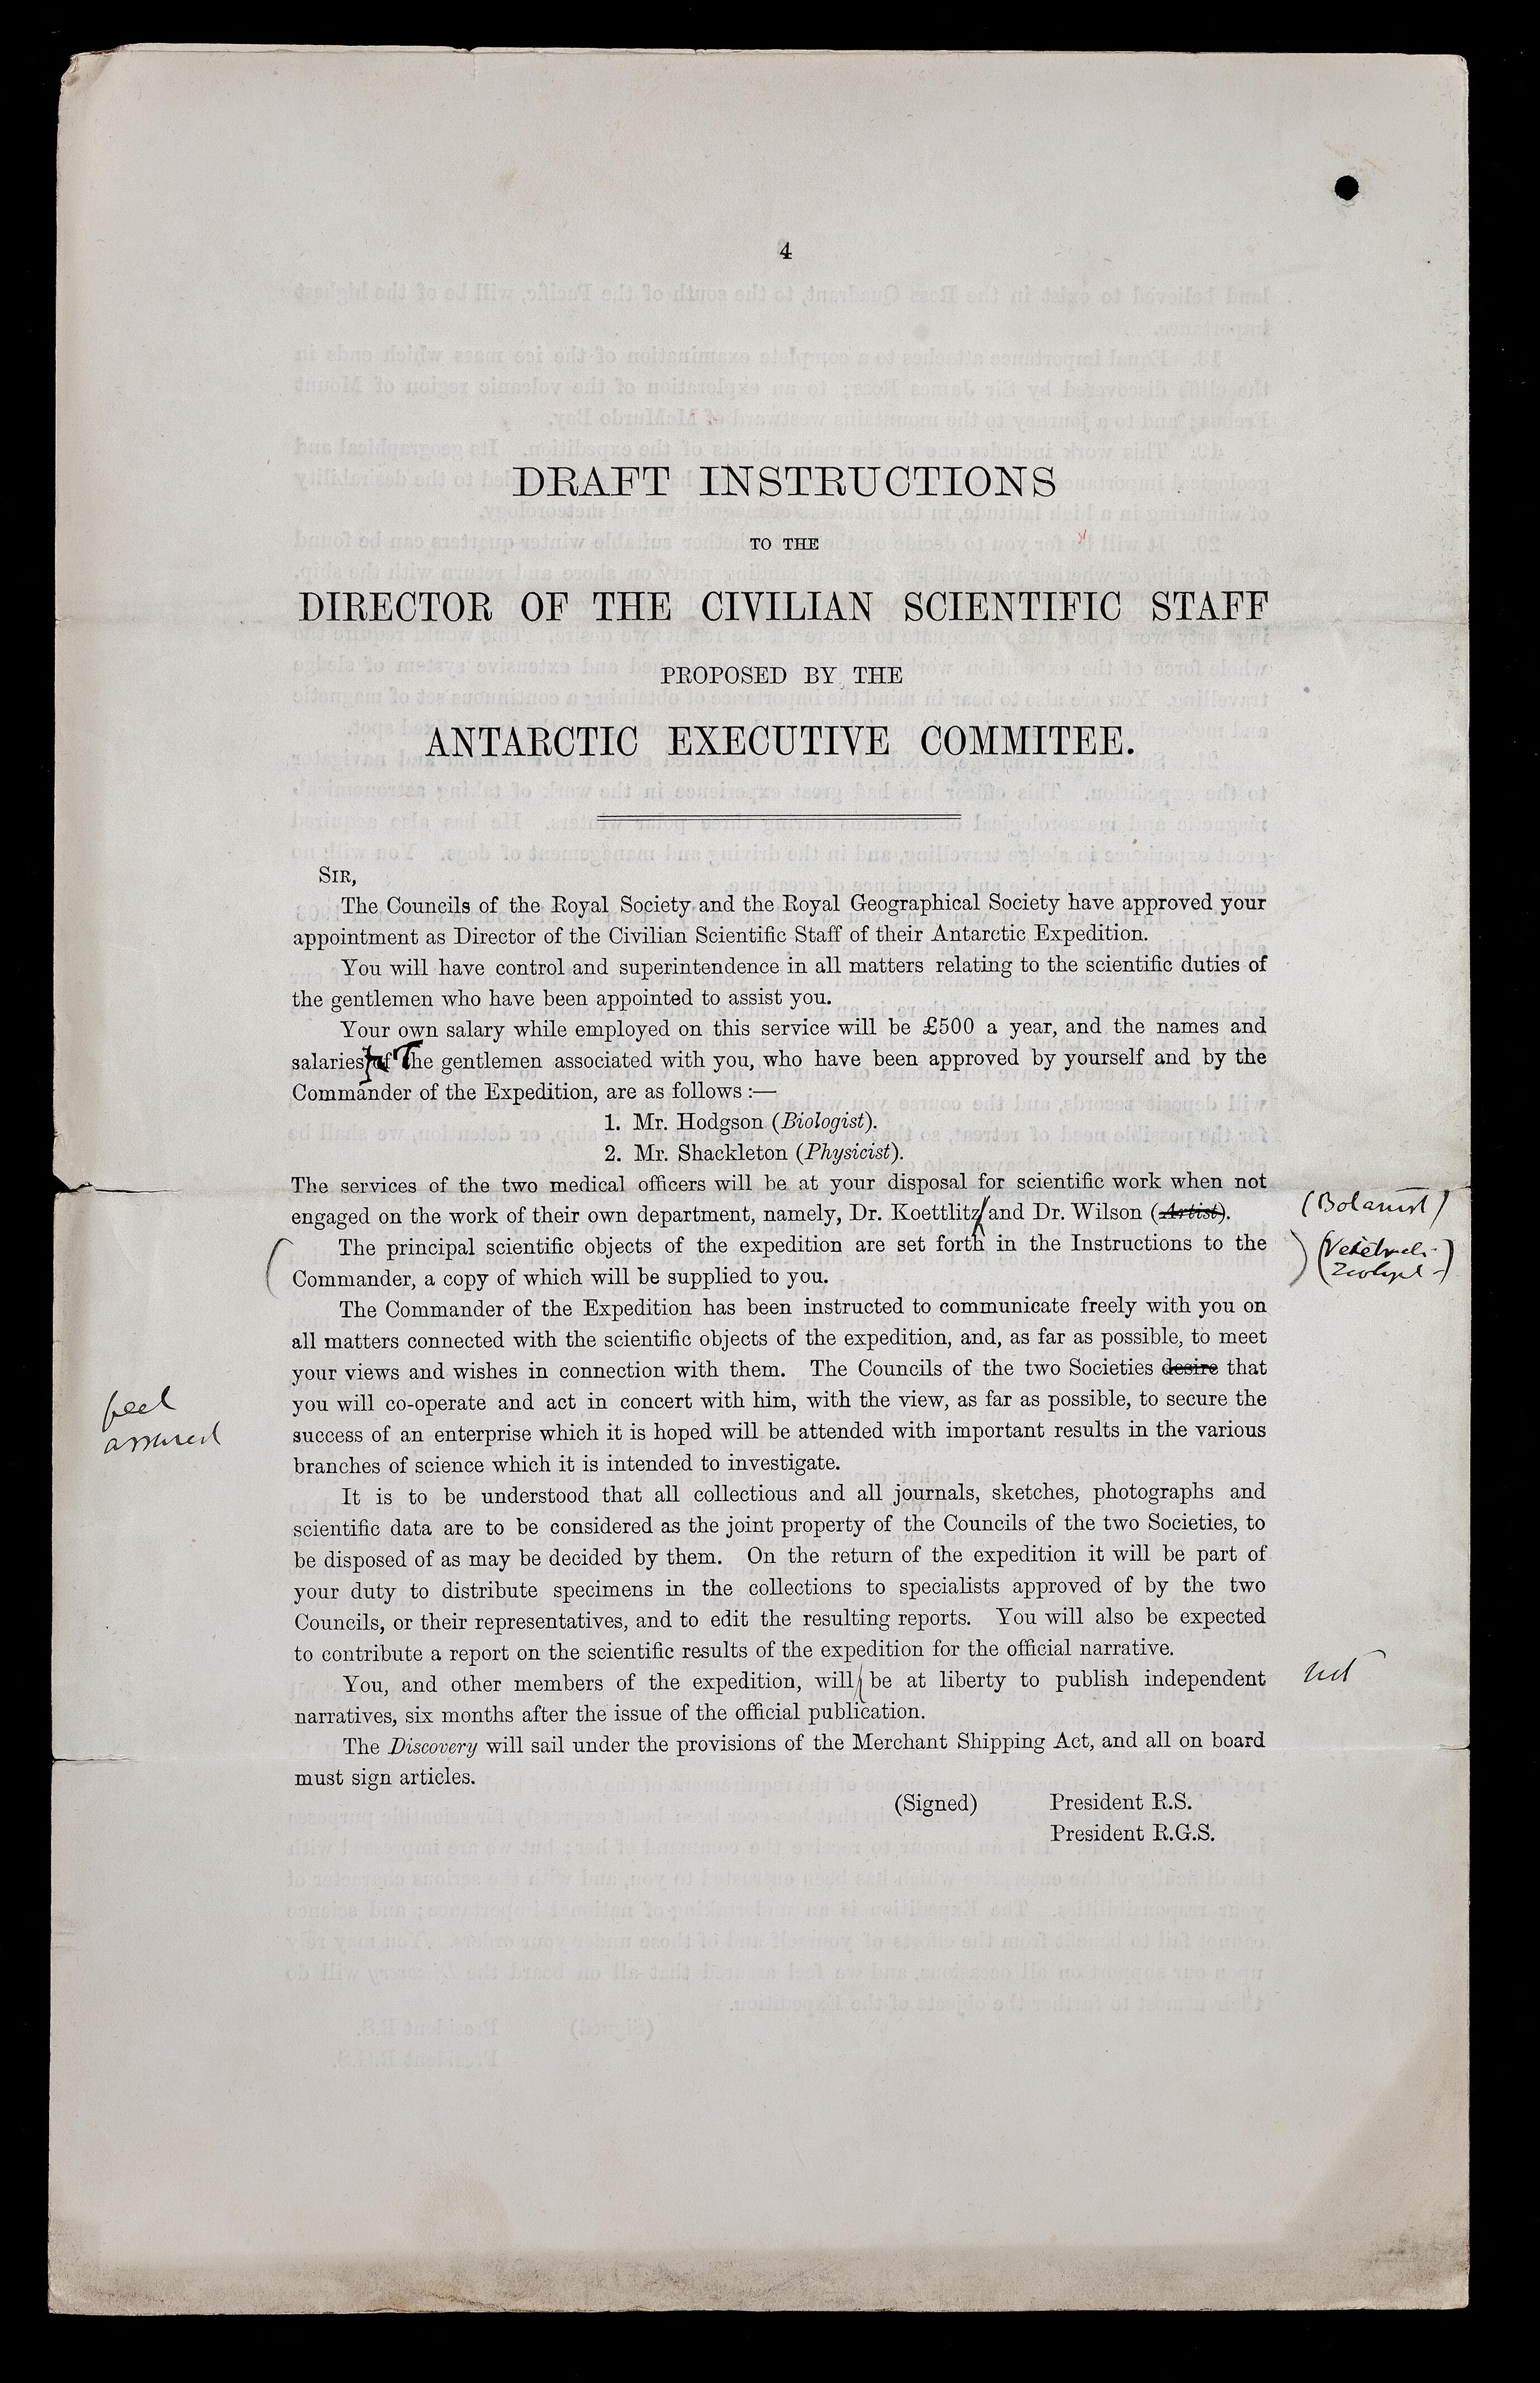 4
DRAFT INSTRUCTIONS
TO THE
DIRECTOR OF THE CIVILIAN SCIENTIFIC STAFF
PROPOSED BY THE
ANTARCTIC EXECUTIVE COMMITEE.
SIR,
The Councils of the Royal Society and the Royal Geographical Society have approved your
appointment as Director of the Civilian Scientific Staff of their Antarctic Expedition.
You will have control and superintendence in all matters relating to the scientific duties of
the gentlemen who have been appointed to assist you.
Your own salary while employed on this service will be £500 a year, and the names and
salaries of The gentlemen associated with you, who have been approved by yourself and by the
Commander of the Expedition, are as follows :—
1. Mr. Hodgson (Biologist).
2. Mr. Shackleton (Physicist).
The services of the two medical officers will be at your disposal for scientific work when not
engaged on the work of their own department, namely, Dr. Koettlitz/and Dr. Wilson (Artist).
(Botanist)
The principal scientific objects of the expedition are set forth in the Instructions to the
Commander, a copy of which will be supplied to you.
The Commander of the Expedition has been instructed to communicate freely with you on
all matters connected with the scientific objects of the expedition, and, as far as possible, to meet
your views and wishes in connection with them. The Councils of the two Societies desire that
feel
assured
you will co-operate and act in concert with him, with the view, as far as possible, to secure the
success of an enterprise which it is hoped will be attended with important results in the various
branches of science which it is intended to investigate.
It is to be understood that all collectious and all journals, sketches, photographs and
scientific data are to be considered as the joint property of the Councils of the two Societies, to
be disposed of as may be decided by them. On the return of the expedition it will be part of
your duty to distribute specimens in the collections to specialists approved of by the two
Councils, or their representatives, and to edit the resulting reports. You will also be expected
to contribute a report on the scientific results of the expedition for the official narrative.
You, and other members of the expedition, will be at liberty to publish independent
not
narratives, six months after the issue of the official publication.
The Discovery will sail under the provisions of the Merchant Shipping Act, and all on board
must sign articles.
(Signed) President R.S.
President R.G.S.